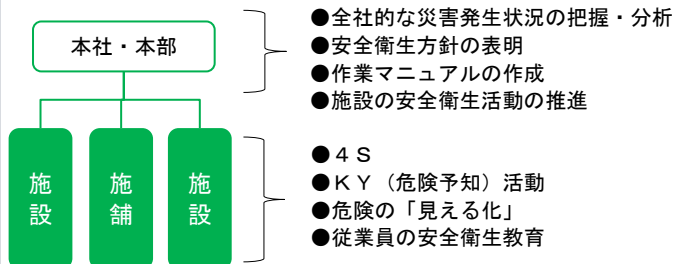 本社・本部
●全社的な災害発生状況の把握・分析
●安全衛生方針の表明
●作業マニュアルの作成
●施設の安全衛生活動の推進
施設
施舗
施設
●４Ｓ
●ＫＹ（危険予知）活動
●危険の「見える化」
●従業員の安全衛生教育